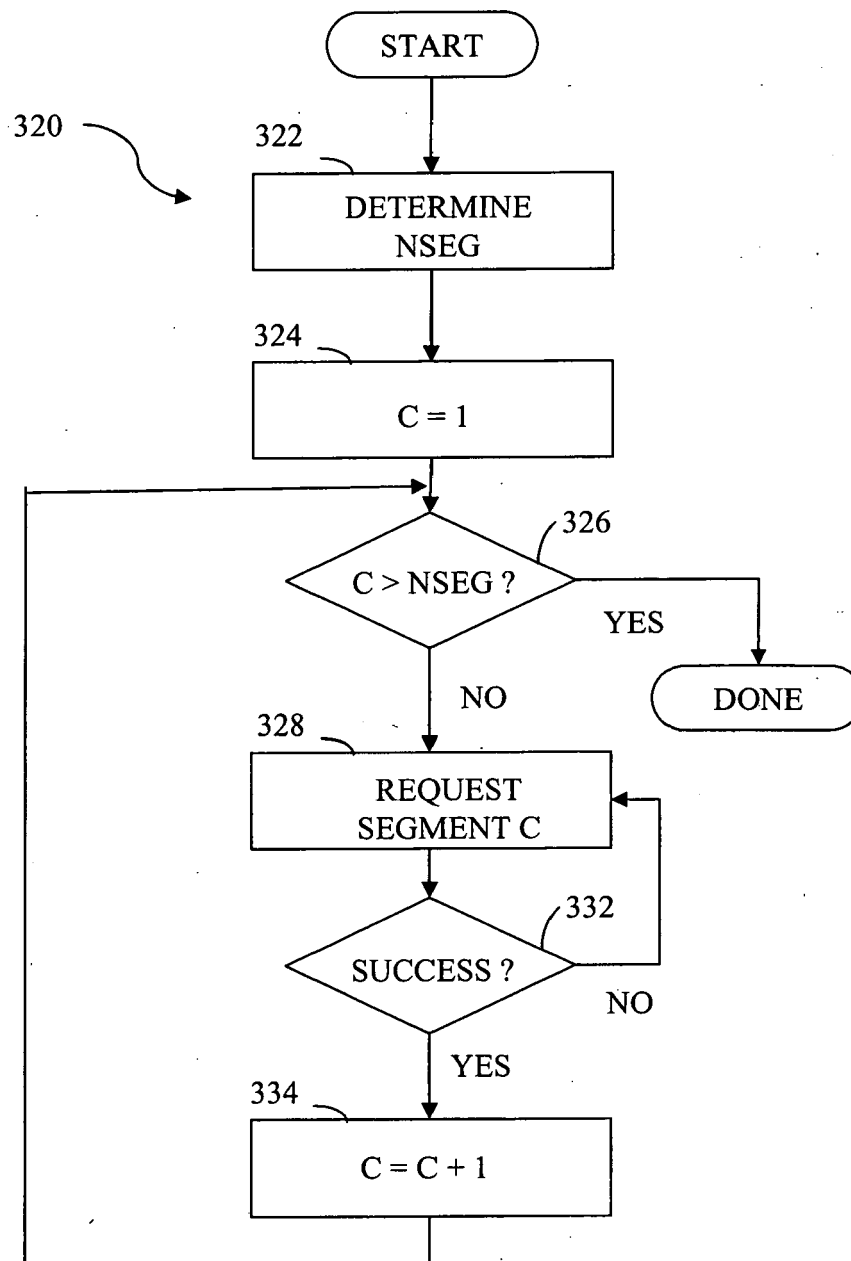 START
320
322
DETERMINE
NSEG
324
C = 1
326
C > NSEG ?
YES
DONE
NO
328
REQUEST
SEGMENT C
332
SUCCESS ?
NO
YES
334
C = C + 1